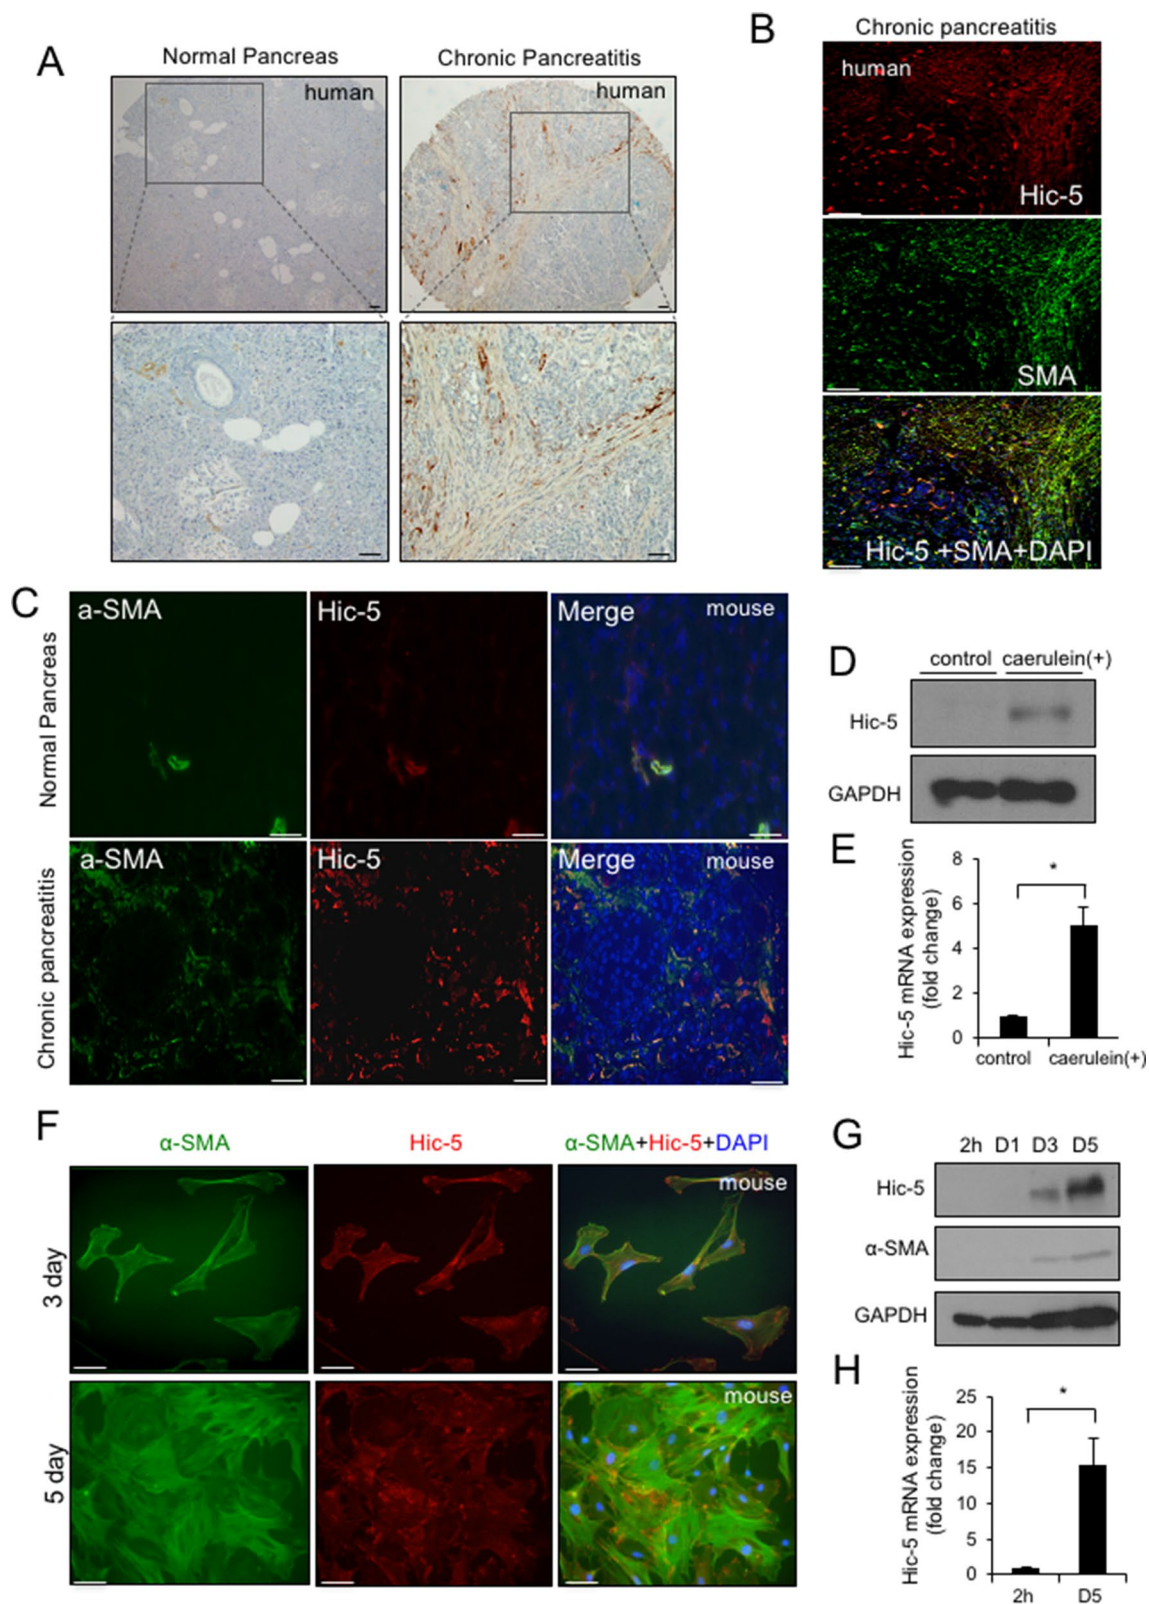 A
Normal Pancreas
Chronic Pancreatitis
human
human
B
Chronic pancreatitis
human
Hic-5
SMA
Hic-5 +SMA+DAPI
C
Normal Pancreas
a-SMA
Hic-5
Merge
mouse
Chronic pancreatitis
a-SMA
Hic-5
Merge
mouse
D
control
caerulein(+)
Hic-5
GAPDH
E
Hic-5 mRNA expression
(fold change)
8
6
4
2
0
*
control
caerulein(+)
F
α-SMA
Hic-5
α-SMA+Hic-5+DAPI
3 day
mouse
5 day
mouse
G
2h D1 D3 D5
Hic-5
α-SMA
GAPDH
H
Hic-5 mRNA expression
(fold change)
25
20
15
10
5
0
*
2h
D5